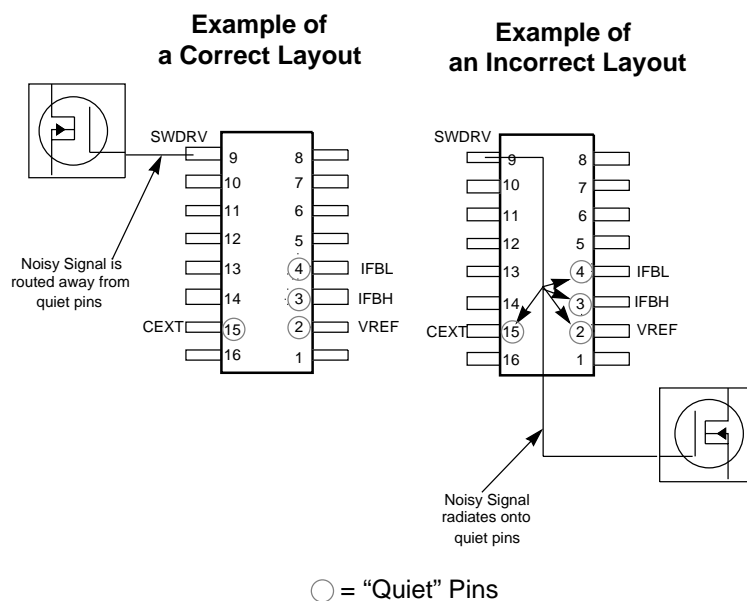 Example of
a Correct Layout
SWDRV
9 8
10 7
11 6
12 5
13 4 IFBL
14 3 IFBH
CEXT 15 2 VREF
16 1
Noisy Signal is
routed away from
quiet pins
Example of
an Incorrect Layout
SWDRV
9 8
10 7
11 6
12 5
13 4 IFBL
14 3 IFBH
CEXT 15 2 VREF
16 1
Noisy Signal
radiates onto
quiet pins
= “Quiet” Pins